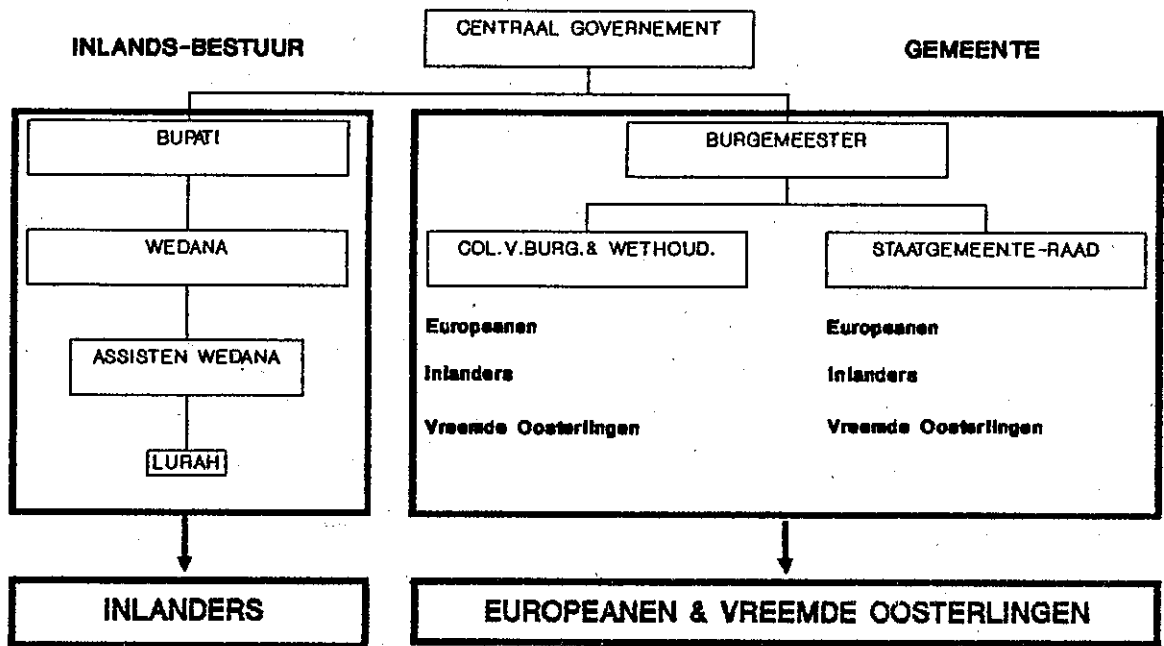 CENTRAAL GOVERNEMENT
INLANDS-BESTUUR
GEMEENTE
BUPATI
WEDANA
ASSISTEN WEDANA
LURAH
INLANDERS
BURGEMEESTER
COL.V.BURG.& WETHOUD.
Europeanen
Inlanders
Vreemde Oosterlingen
STAATGEMEENTE-RAAD
Europeanen
Inlanders
Vreemde Oosterlingen
EUROPEANEN & VREEMDE OOSTERLINGEN